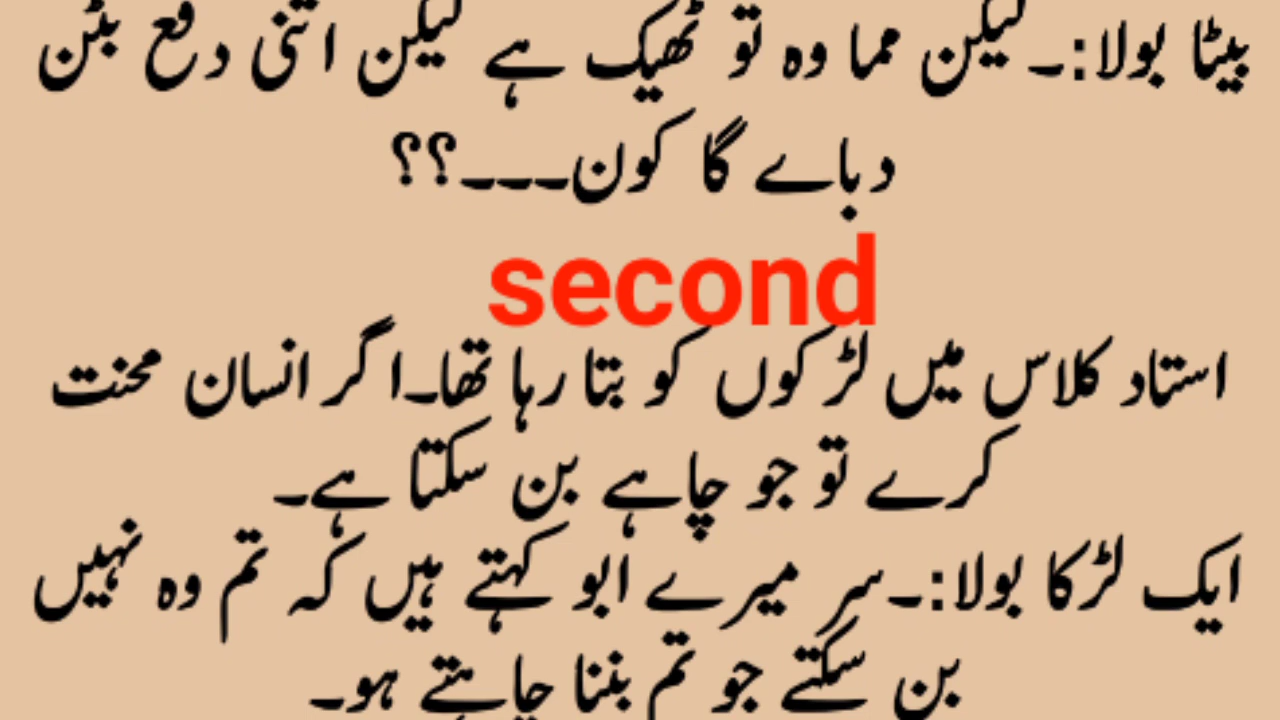 بیٹا بولا:۔لیکن مما وہ تو ٹھیک ہے لیکن اتنی دفع بٹن
دباے گا کون۔۔۔؟؟
second
استاد کلاس میں لڑکوں کو بتا رہا تھا۔اگر انسان محنت
کرے تو جو چاہے بن سکتا ہے۔
ایک لڑکا بولا:۔سر میرے ابو کہتے ہیں کہ تم وہ نہیں
بن سکتے جو تم بننا چاہتے ہو۔